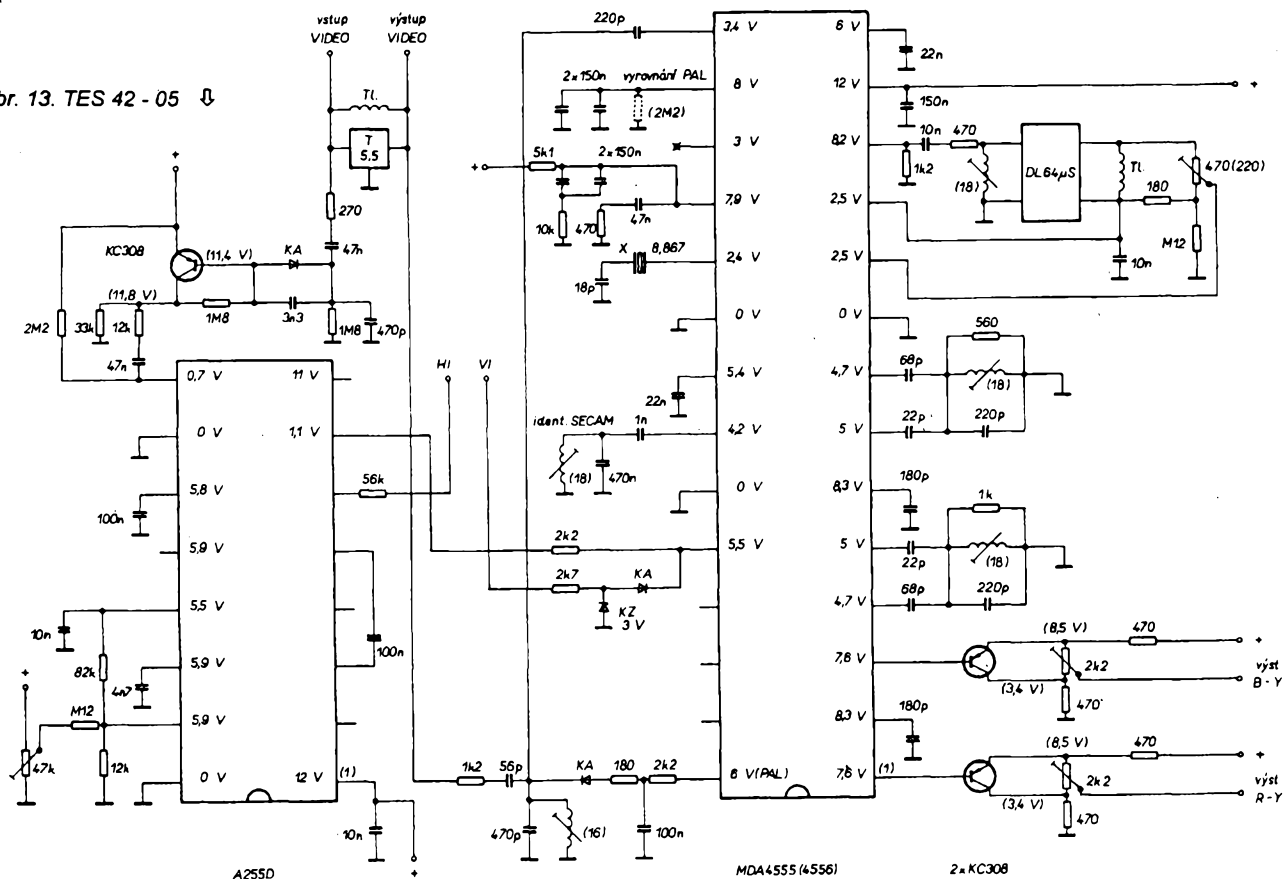 vstup
VIDEO
výstup
VIDEO
br. 13. TES 42 - 05 ⇩
Tl.
T
5,5
+
270
47n
KC308
(11,4 V)
KA
(11,8 V)
2M2
33k
12k
1M8
3n3
1M8
470p
47n
0,7 V
11 V
0 V
1,1 V
5,8 V
56k
100n
5,9 V
5,5 V
10n
100n
82k
5,9 V
4n7
+
M12
5,9 V
47k
12k
0 V
12 V
(1)
10n
+
A255D
HI
VI
220p
3,4 V
6 V
22n
2 x 150n
vyrovnání PAL
8 V
12 V
+
(2M2)
150n
3 V
8,2 V
10n
470
5k1
2 x 150n
+
1k2
(18)
DL64µS
Tl.
470(220)
180
7,9 V
2,5 V
10k
470
47n
M12
X
8,867
2,4 V
2,5 V
10n
18p
0 V
0 V
560
68p
5,4 V
4,7 V
(18)
22n
22p
220p
ident. SECAM
1n
4,2 V
5 V
(18)
470n
180p
0 V
8,3 V
1k
2k2
5,5 V
5 V
(18)
22p
2k7
KA
68p
220p
KZ
3 V
4,7 V
(8,5 V)
470
+
7,6 V
2k2
výst
B - Y
(3,4 V)
470
180p
8,3 V
(8,5 V)
470
+
1k2
56p
KA
180
2k2
6 V(PAL)
7,6 V
(1)
2k2
výst
R - Y
(3,4 V)
470
470p
(16)
100n
MDA4555 (4556)
2 x KC308